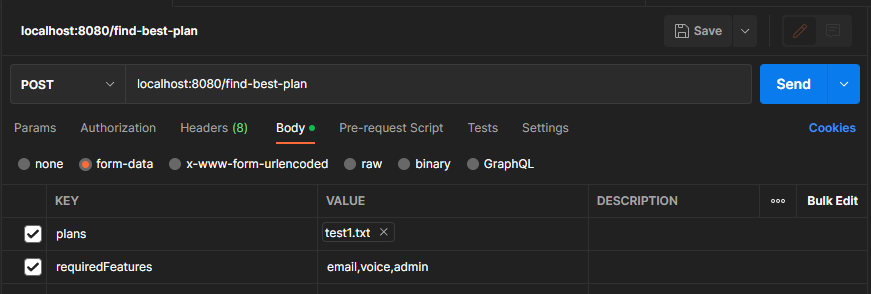 localhost:8080/find-best-plan
Save
POST localhost:8080/find-best-plan Send
Params Authorization Headers (8) Body Pre-request Script Tests Settings Cookies
none form-data x-www-form-urlencoded raw binary GraphQL
KEY VALUE DESCRIPTION Bulk Edit
plans test1.txt
requiredFeatures email,voice,admin